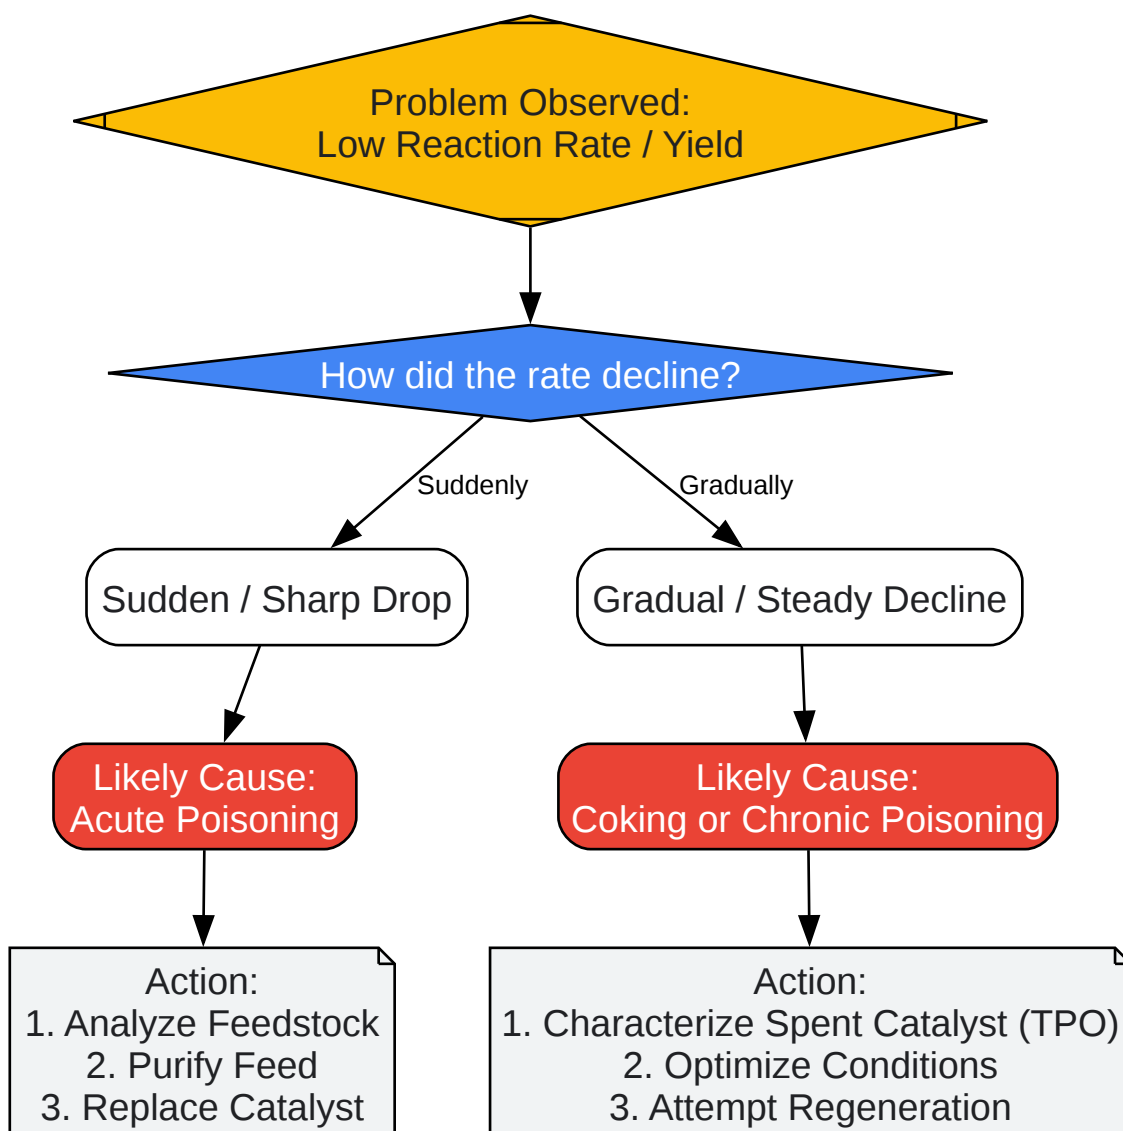 Problem Observed:
Low Reaction Rate / Yield
How did the rate decline?
Suddenly
Gradually
Sudden / Sharp Drop
Gradual / Steady Decline
Likely Cause:
Acute Poisoning
Likely Cause:
Coking or Chronic Poisoning
Action:
1. Analyze Feedstock
2. Purify Feed
3. Replace Catalyst
Action:
1. Characterize Spent Catalyst (TPO)
2. Optimize Conditions
3. Attempt Regeneration